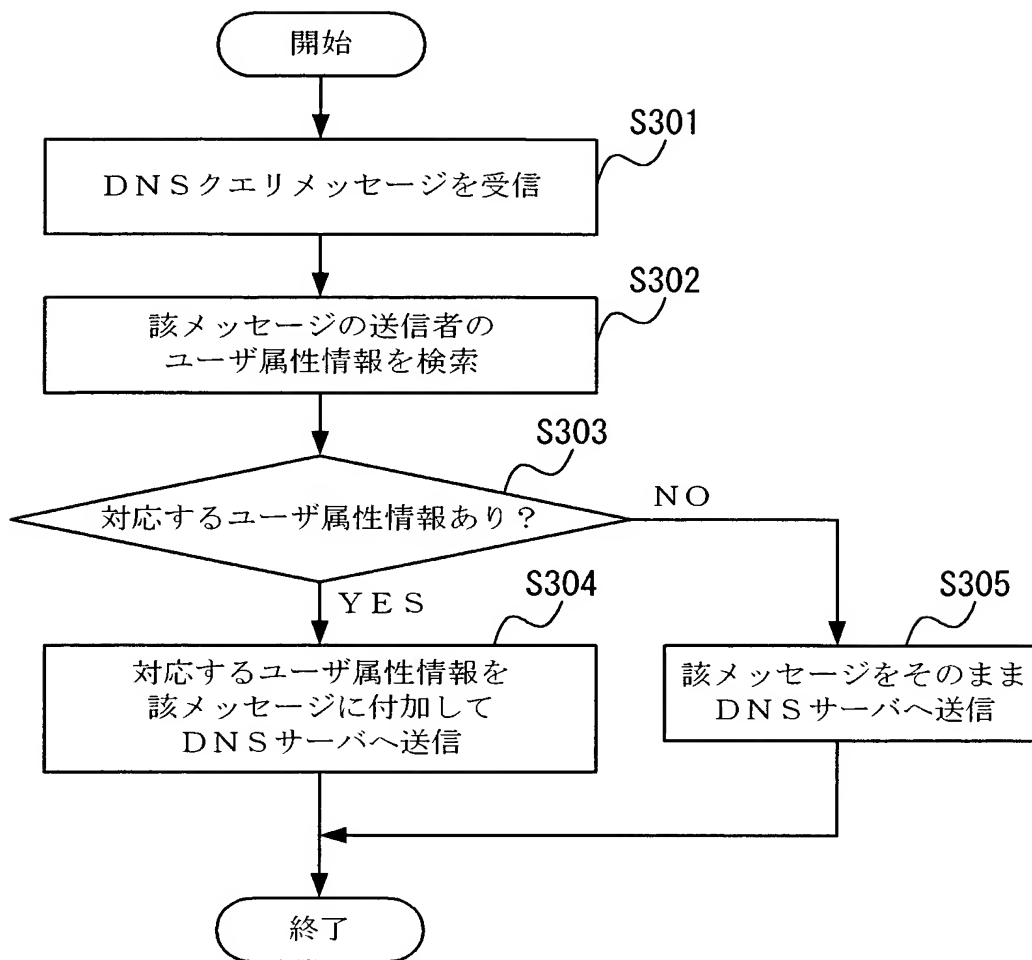 開始
S301
DNSクエリメッセージを受信
S302
該メッセージの送信者の
ユーザ属性情報を検索
S303
対応するユーザ属性情報あり？
NO
YES
S304
対応するユーザ属性情報を
該メッセージに付加して
DNSサーバへ送信
S305
該メッセージをそのまま
DNSサーバへ送信
終了